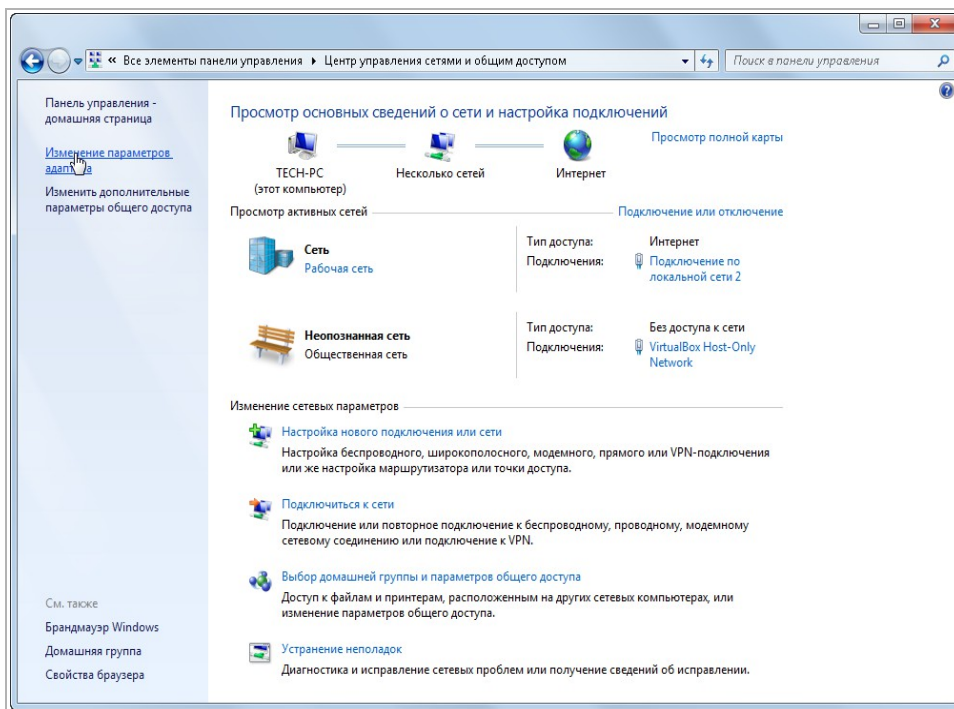 « Все элементы панели управления ▸ Центр управления сетями и общим доступом
Поиск в панели управления
Панель управления -
домашняя страница
Изменение параметров
адаптера
Изменить дополнительные
параметры общего доступа
См. также
Брандмауэр Windows
Домашняя группа
Свойства браузера
Просмотр основных сведений о сети и настройка подключений
Просмотр полной карты
TECH-PC
(этот компьютер)
Несколько сетей
Интернет
Просмотр активных сетей
Подключение или отключение
Сеть
Рабочая сеть
Тип доступа: Интернет
Подключения: Подключение по
локальной сети 2
Неопознанная сеть
Общественная сеть
Тип доступа: Без доступа к сети
Подключения: VirtualBox Host-Only
Network
Изменение сетевых параметров
Настройка нового подключения или сети
Настройка беспроводного, широкополосного, модемного, прямого или VPN-подключения
или же настройка маршрутизатора или точки доступа.
Подключиться к сети
Подключение или повторное подключение к беспроводному, проводному, модемному
сетевому соединению или подключение к VPN.
Выбор домашней группы и параметров общего доступа
Доступ к файлам и принтерам, расположенным на других сетевых компьютерах, или
изменение параметров общего доступа.
Устранение неполадок
Диагностика и исправление сетевых проблем или получение сведений об исправлении.